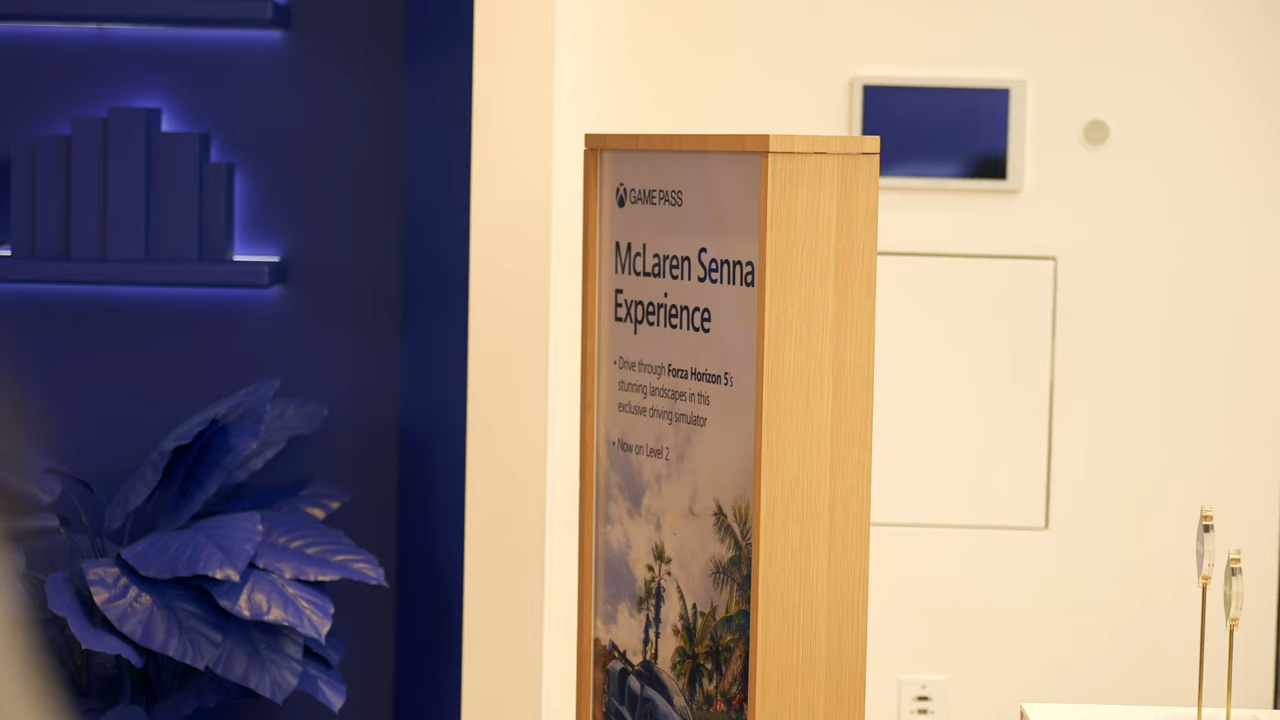 GAME PASS
McLaren Senna
Experience
• Drive through Forza Horizon 5's
stunning landscapes in this
exclusive driving simulator
• Now on Level 2